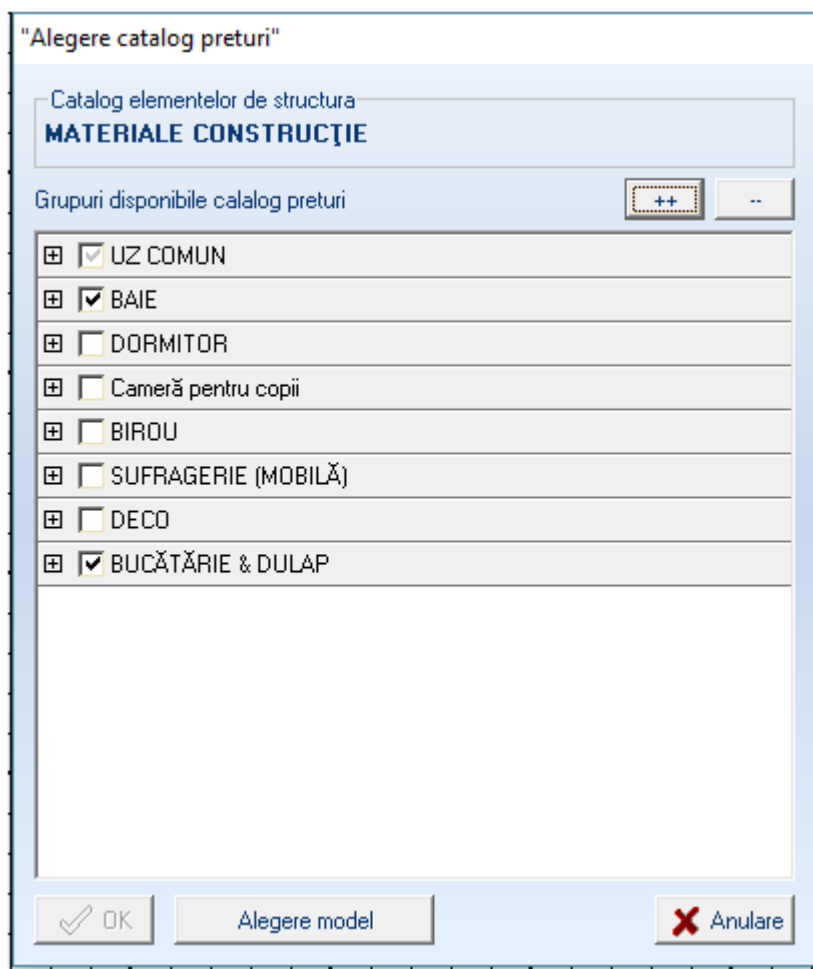 "Alegere catalog preturi"
Catalog elementelor de structura
MATERIALE CONSTRUCŢIE
Grupuri disponibile calalog preturi
++ --
UZ COMUN
BAIE
DORMITOR
Cameră pentru copii
BIROU
SUFRAGERIE (MOBILĂ)
DECO
BUCĂTĂRIE & DULAP
OK Alegere model Anulare